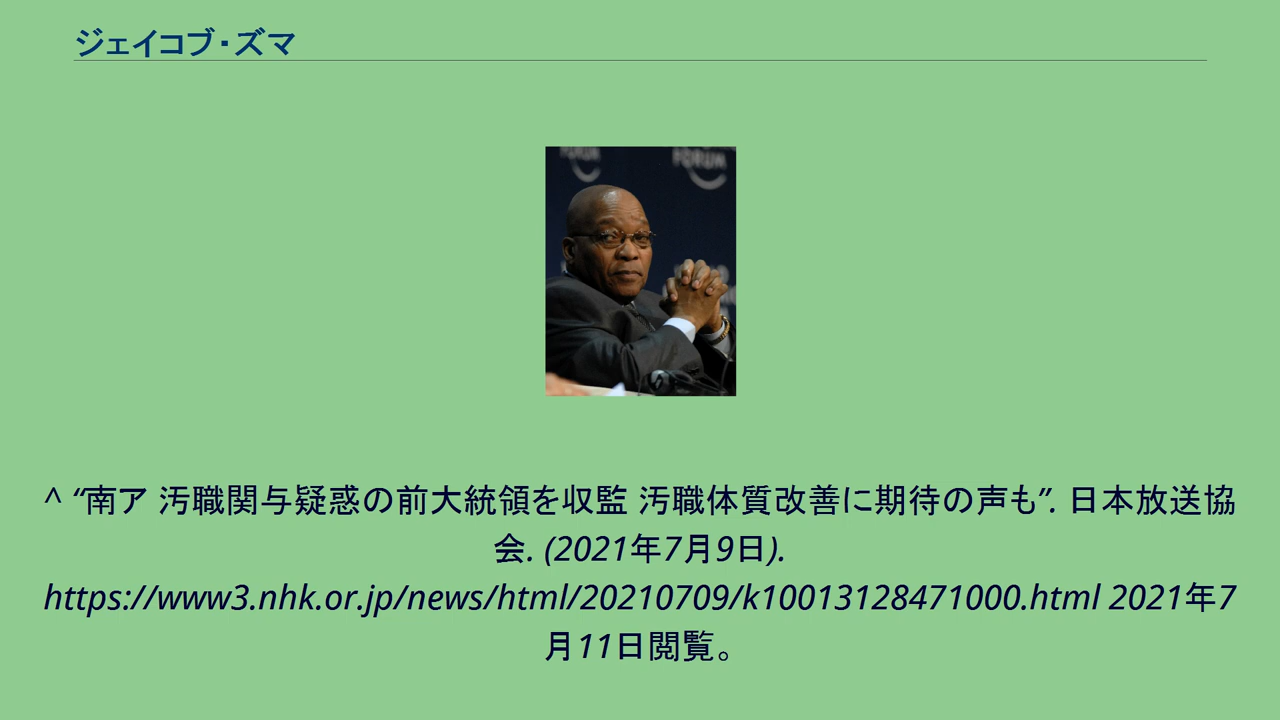 ジェイコブ・ズマ
FORUM
^ “南ア 汚職関与疑惑の前大統領を収監 汚職体質改善に期待の声も”. 日本放送協
会. (2021年7月9日).
https://www3.nhk.or.jp/news/html/20210709/k10013128471000.html 2021年7
月11日閲覧。